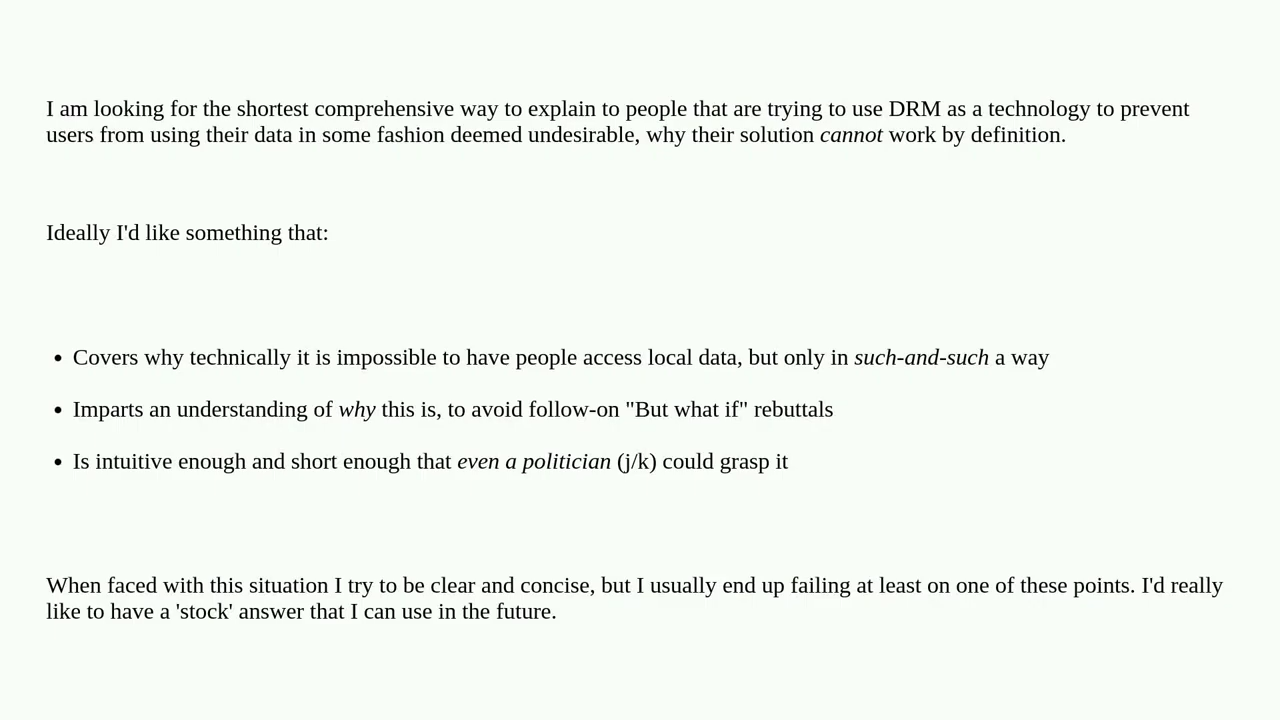 I am looking for the shortest comprehensive way to explain to people that are trying to use DRM as a technology to prevent
users from using their data in some fashion deemed undesirable, why their solution cannot work by definition.
Ideally I'd like something that:
• Covers why technically it is impossible to have people access local data, but only in such-and-such a way
• Imparts an understanding of why this is, to avoid follow-on "But what if" rebuttals
• Is intuitive enough and short enough that even a politician (j/k) could grasp it
When faced with this situation I try to be clear and concise, but I usually end up failing at least on one of these points. I'd really
like to have a 'stock' answer that I can use in the future.